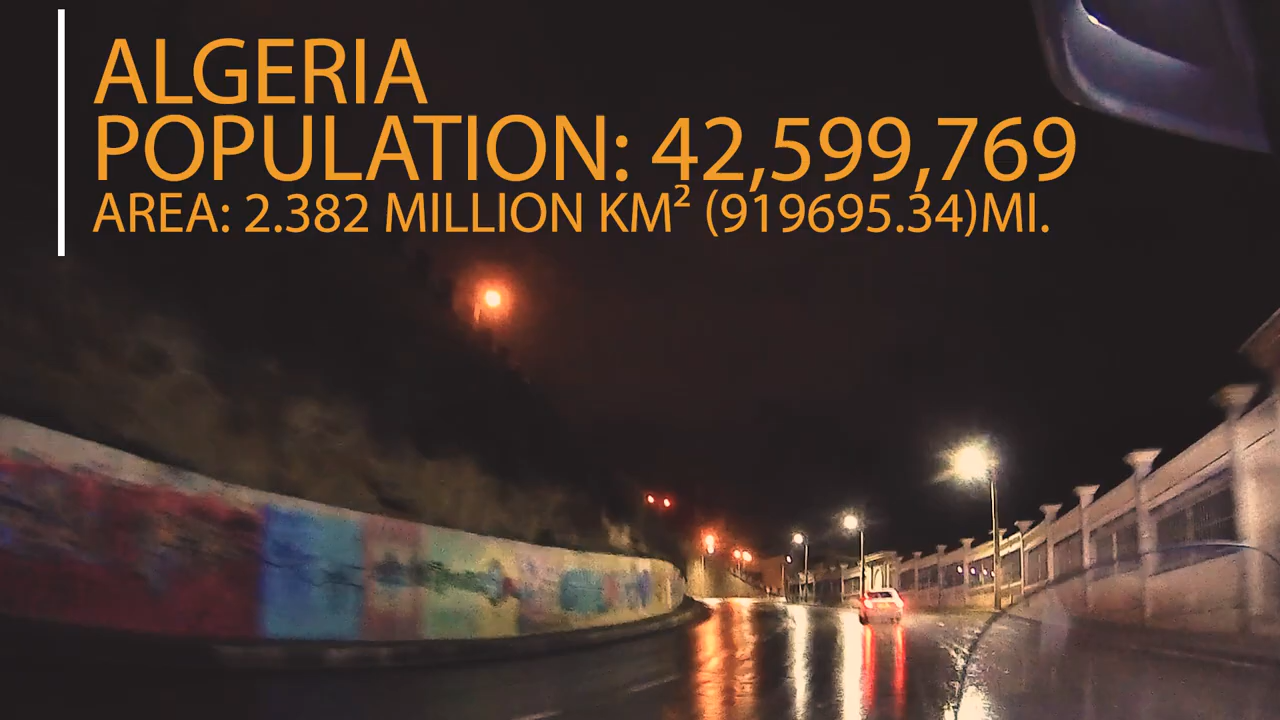 ALGERIA
POPULATION: 42,599,769
AREA: 2.382 MILLION KM² (919695.34)MI.